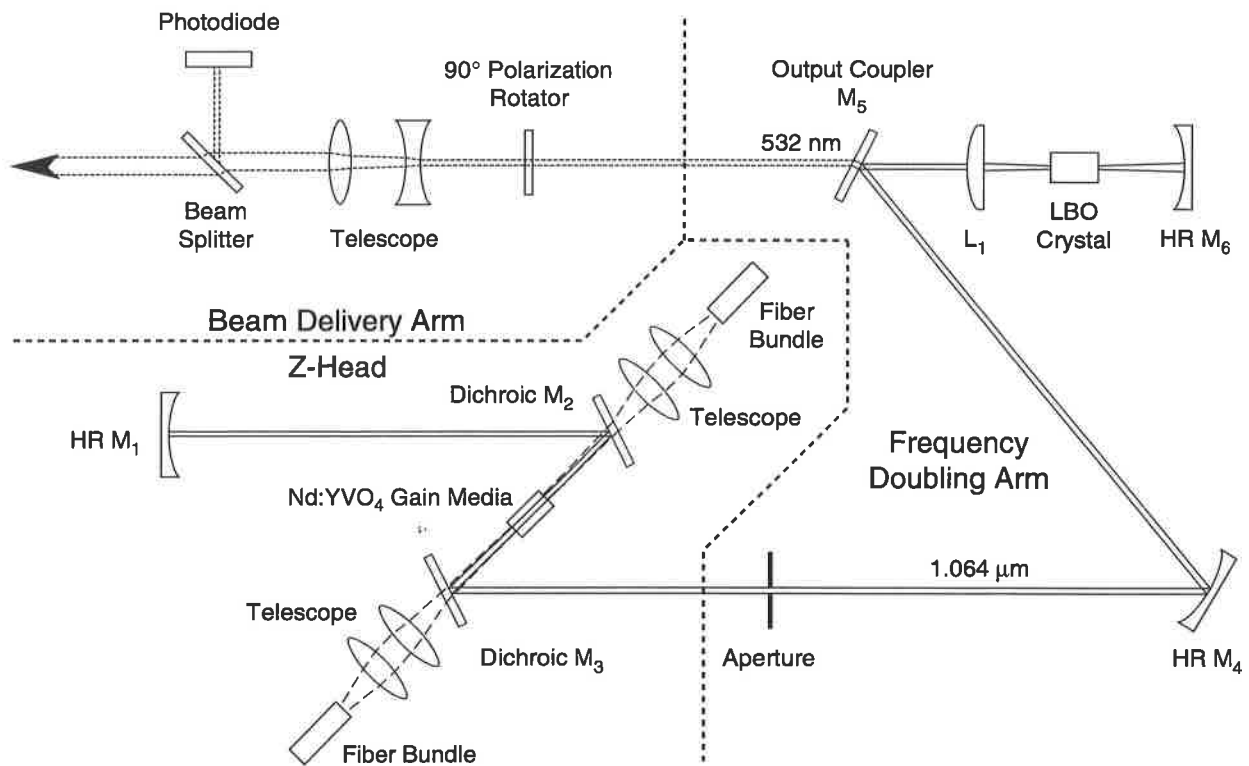 Photodiode
90° Polarization
Rotator
Output Coupler
M5
532 nm
Beam
Splitter
Telescope
L1
LBO
Crystal
HR M6
Beam Delivery Arm
Z-Head
Fiber
Bundle
Dichroic M2
Telescope
HR M1
Frequency
Doubling Arm
Nd:YVO4 Gain Media
1.064 µm
Telescope
Dichroic M3
Aperture
HR M4
Fiber Bundle